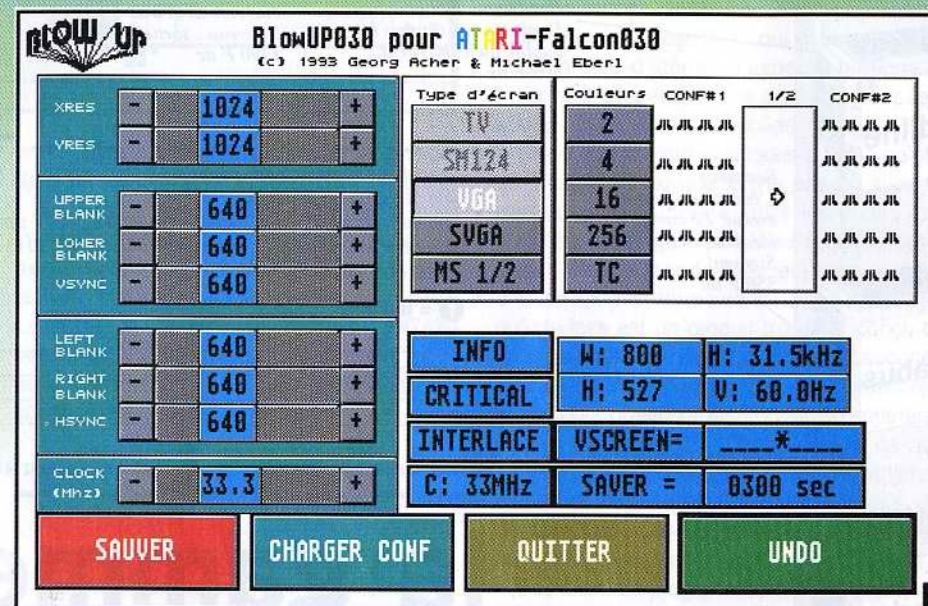 BLOW UP
BlowUP030 pour ATARI-Falcon030
(c) 1993 Georg Acher & Michael Eberl
XRES - 1024 +
YRES - 1024 +
UPPER BLANK - 640 +
LOWER BLANK - 640 +
VSYNC - 640 +
LEFT BLANK - 640 +
RIGHT BLANK - 640 +
HSYNC - 640 +
CLOCK (Mhz) - 33.3 +
Type d'écran
TV
SM124
VGA
SVGA
MS 1/2
Couleurs CONF#1 1/2 CONF#2
2
4
16
256
TC
INFO W: 800 H: 31.5kHz
CRITICAL H: 527 V: 60.0Hz
INTERLACE VSCREEN= ____*____
C: 33MHz SAVER = 0300 sec
SAUVER CHARGER CONF QUITTER UNDO